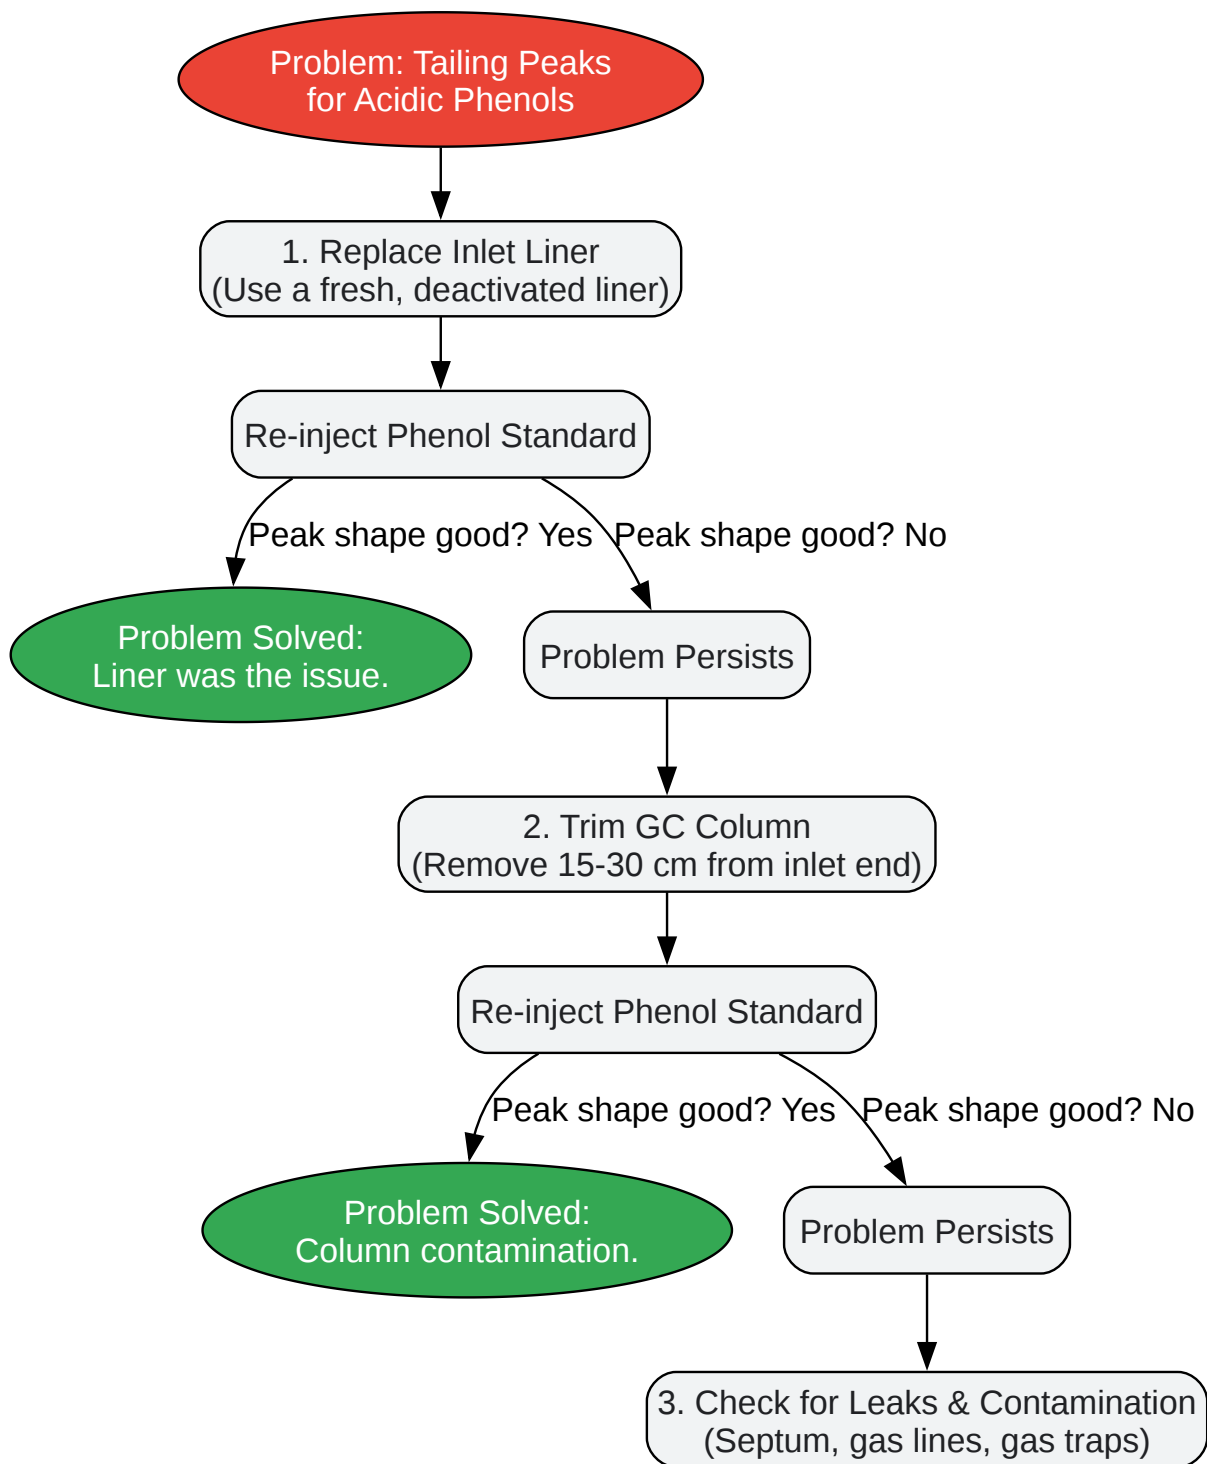 Problem: Tailing Peaks
for Acidic Phenols
1. Replace Inlet Liner
(Use a fresh, deactivated liner)
Re-inject Phenol Standard
Peak shape good? Yes
Peak shape good? No
Problem Solved:
Liner was the issue.
Problem Persists
2. Trim GC Column
(Remove 15-30 cm from inlet end)
Re-inject Phenol Standard
Peak shape good? Yes
Peak shape good? No
Problem Solved:
Column contamination.
Problem Persists
3. Check for Leaks & Contamination
(Septum, gas lines, gas traps)